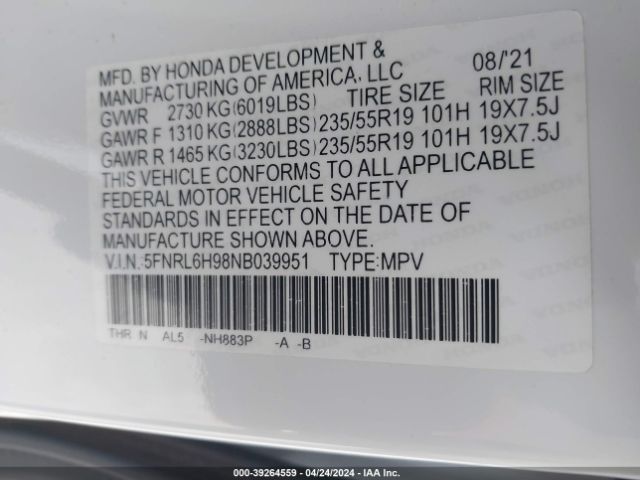 MFD. BY HONDA DEVELOPMENT & 08/'21
MANUFACTURING OF AMERICA, LLC
GVWR 2730 KG(6019LBS) TIRE SIZE RIM SIZE
GAWR F 1310 KG(2888LBS) 235/55R19 101H 19X7.5J
GAWR R 1465 KG(3230LBS) 235/55R19 101H 19X7.5J
THIS VEHICLE CONFORMS TO ALL APPLICABLE
FEDERAL MOTOR VEHICLE SAFETY
STANDARDS IN EFFECT ON THE DATE OF
MANUFACTURE SHOWN ABOVE.
V.I.N.:5FNRL6H98NB039951 TYPE:MPV
THR N AL5 -NH883P -A -B
000-39264559 - 04/24/2024 - IAA Inc.